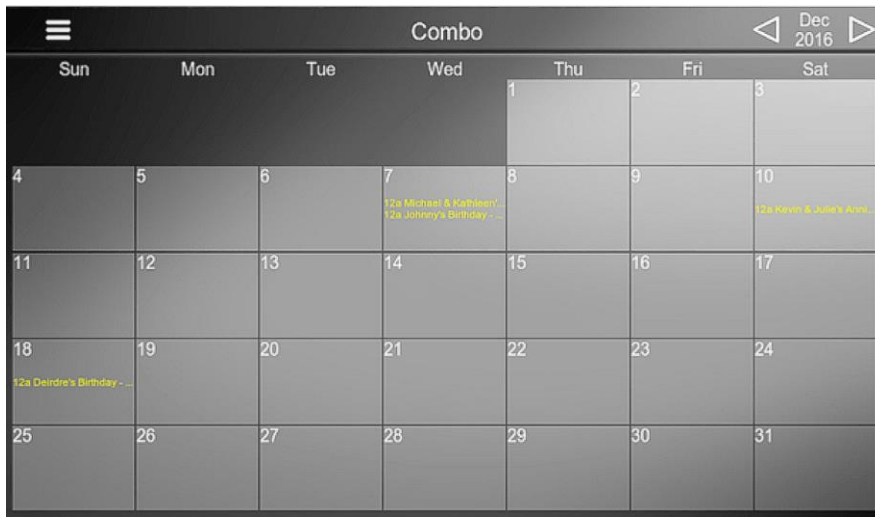 Combo
Dec
2016
Sun Mon Tue Wed Thu Fri Sat
1 2 3
4 5 6 7 8 9 10
12a Michael & Kathleen'...
12a Johnny's Birthday - ...
12a Kevin & Julie's Anni...
11 12 13 14 15 16 17
18 19 20 21 22 23 24
12a Deirdre's Birthday - ...
25 26 27 28 29 30 31